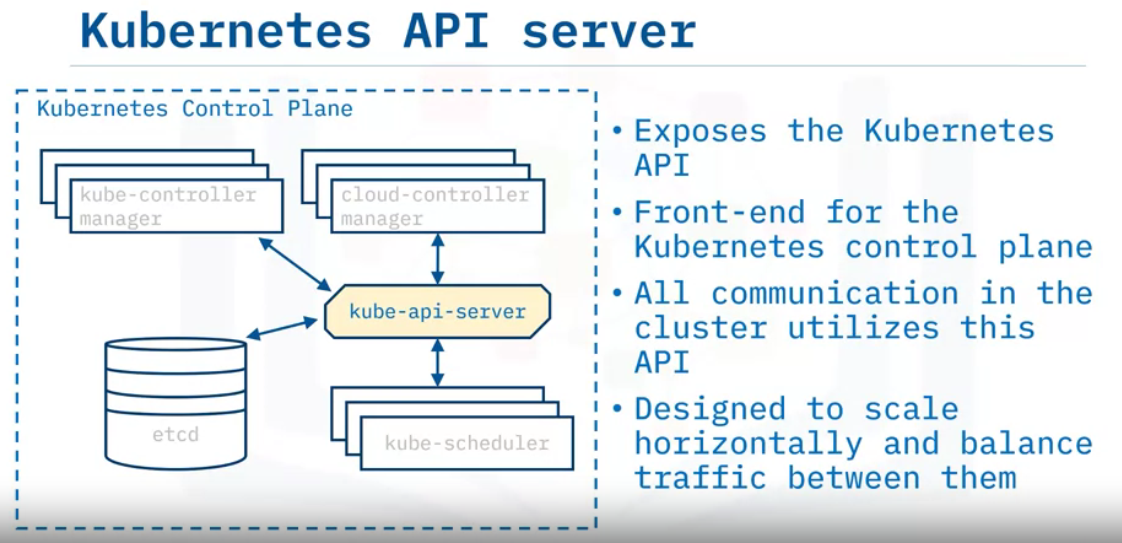 Kubernetes API server
Kubernetes Control Plane
kube-controller
manager
cloud-controller
manager
kube-api-server
etcd
kube-scheduler
• Exposes the Kubernetes
API
• Front-end for the
Kubernetes control plane
• All communication in the
cluster utilizes this
API
• Designed to scale
horizontally and balance
traffic between them